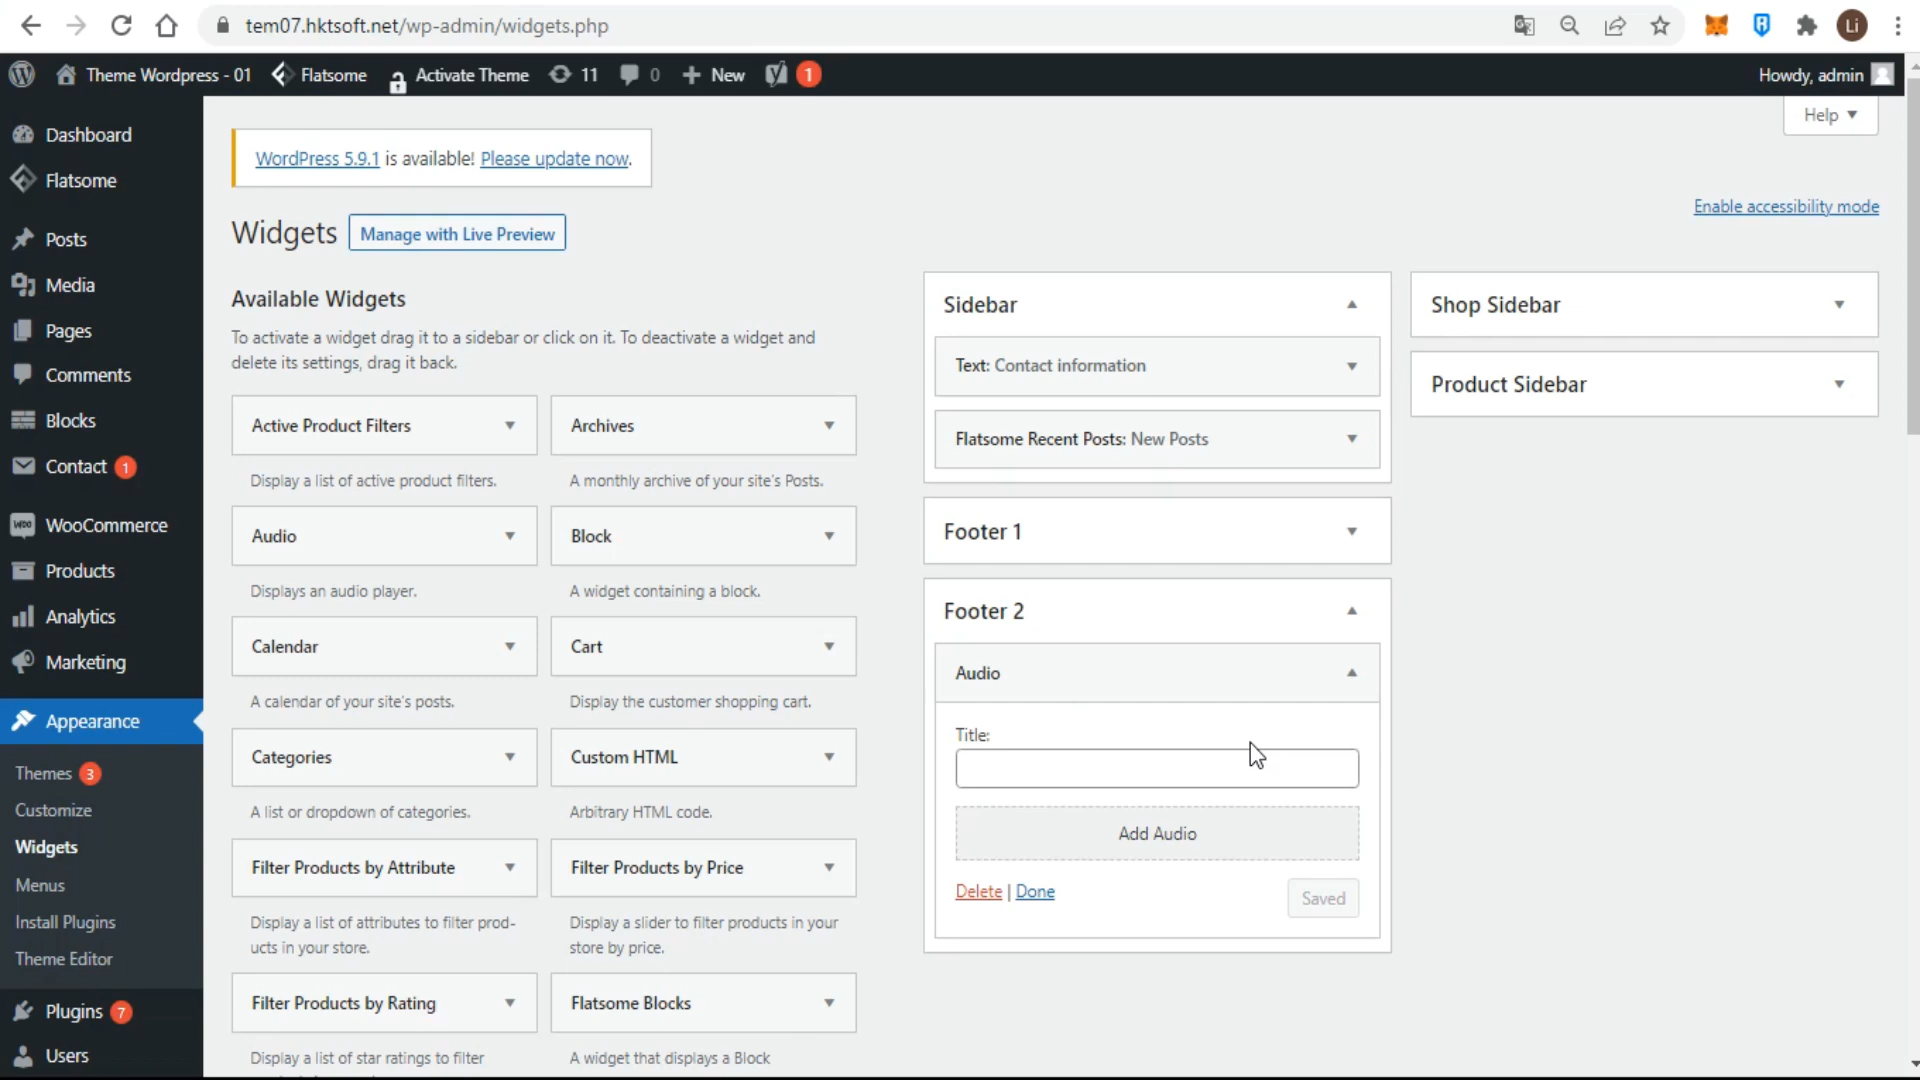 tem07.hktsoft.net/wp-admin/widgets.php
Li
Theme Wordpress - 01
Flatsome
Activate Theme
11
0
New
1
Howdy, admin
Help
Dashboard
Flatsome
Posts
Media
Pages
Comments
Blocks
Contact 1
WooCommerce
Products
Analytics
Marketing
Appearance
Themes 3
Customize
Widgets
Menus
Install Plugins
Theme Editor
Plugins 7
Users
WordPress 5.9.1 is available! Please update now.
Enable accessibility mode
Widgets
Manage with Live Preview
Available Widgets
To activate a widget drag it to a sidebar or click on it. To deactivate a widget and
delete its settings, drag it back.
Active Product Filters
Display a list of active product filters.
Archives
A monthly archive of your site's Posts.
Audio
Displays an audio player.
Block
A widget containing a block.
Calendar
A calendar of your site's posts.
Cart
Display the customer shopping cart.
Categories
A list or dropdown of categories.
Custom HTML
Arbitrary HTML code.
Filter Products by Attribute
Display a list of attributes to filter prod-
ucts in your store.
Filter Products by Price
Display a slider to filter products in your
store by price.
Filter Products by Rating
Display a list of star ratings to filter
Flatsome Blocks
A widget that displays a Block
Sidebar
Text: Contact information
Flatsome Recent Posts: New Posts
Footer 1
Footer 2
Audio
Title:
Add Audio
Delete | Done
Saved
Shop Sidebar
Product Sidebar